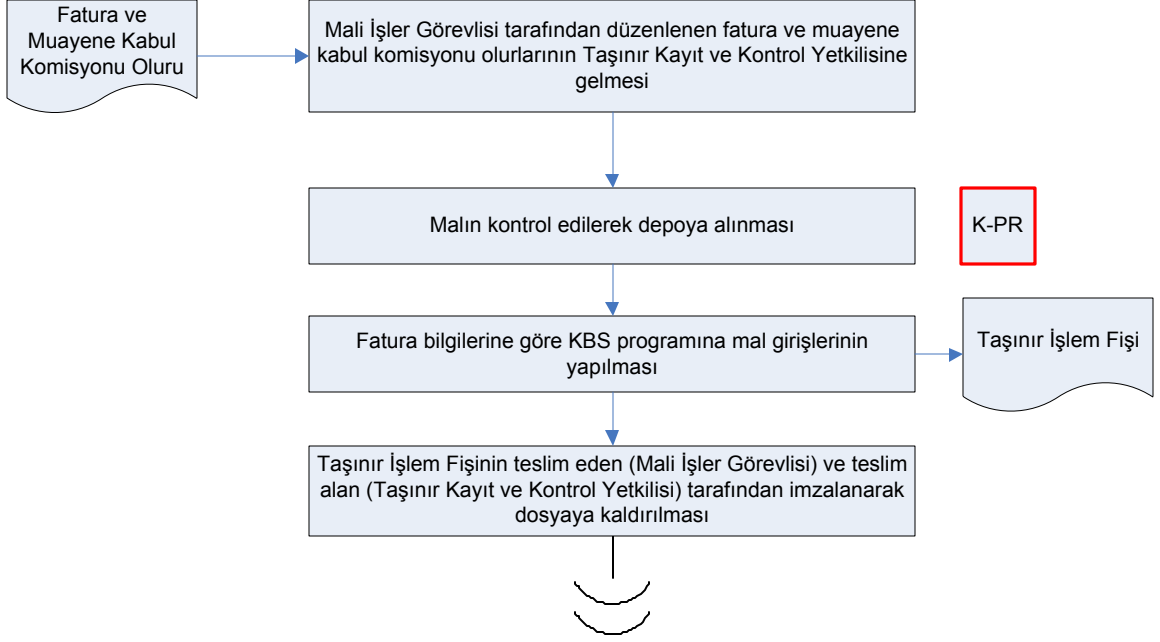 Fatura ve
Muayene Kabul
Komisyonu Oluru
Mali İşler Görevlisi tarafından düzenlenen fatura ve muayene
kabul komisyonu olurlarının Taşınır Kayıt ve Kontrol Yetkilisine
gelmesi
Malın kontrol edilerek depoya alınması
K-PR
Fatura bilgilerine göre KBS programına mal girişlerinin
yapılması
Taşınır İşlem Fişi
Taşınır İşlem Fişinin teslim eden (Mali İşler Görevlisi) ve teslim
alan (Taşınır Kayıt ve Kontrol Yetkilisi) tarafından imzalanarak
dosyaya kaldırılması